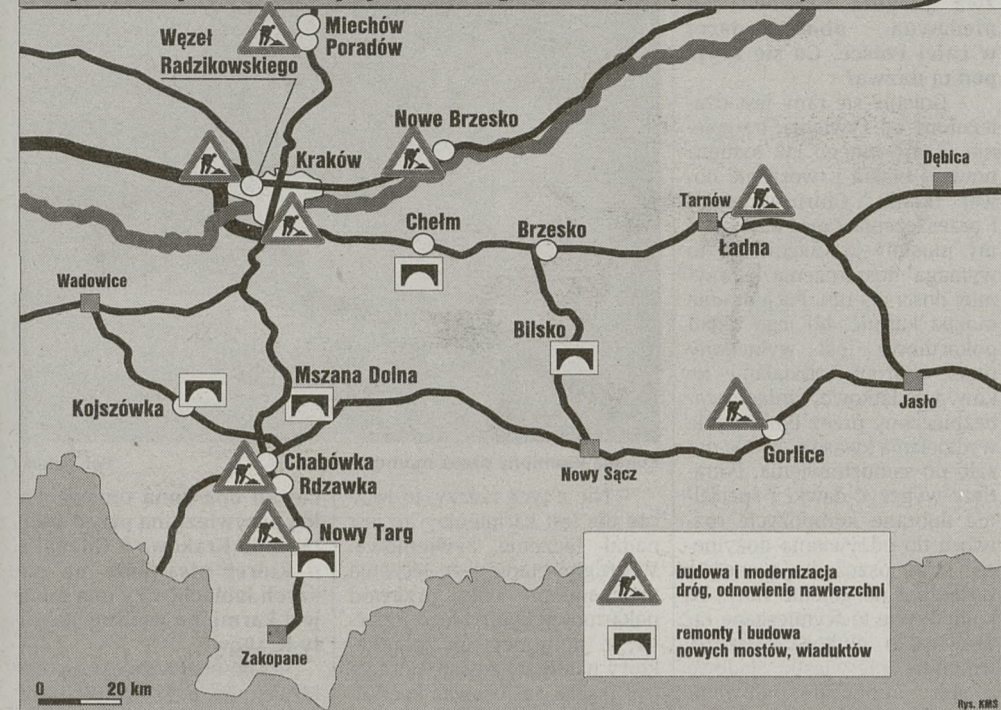 Miechów
Poradów
Węzeł
Radzikowskiego
Nowe Brzesko
Kraków
Dębica
Tarnów
Chełm
Brzesko
Ładna
Wadowice
Bilsko
Mszana Dolna
Kojszówka
Jasło
Gorlice
Chabówka
Nowy Sącz
Rdzawka
Nowy Targ
budowa i modernizacja
dróg, odnowienie nawierzchni
remonty i budowa
nowych mostów, wiaduktów
Zakopane
0 20 km
Rys. KMS